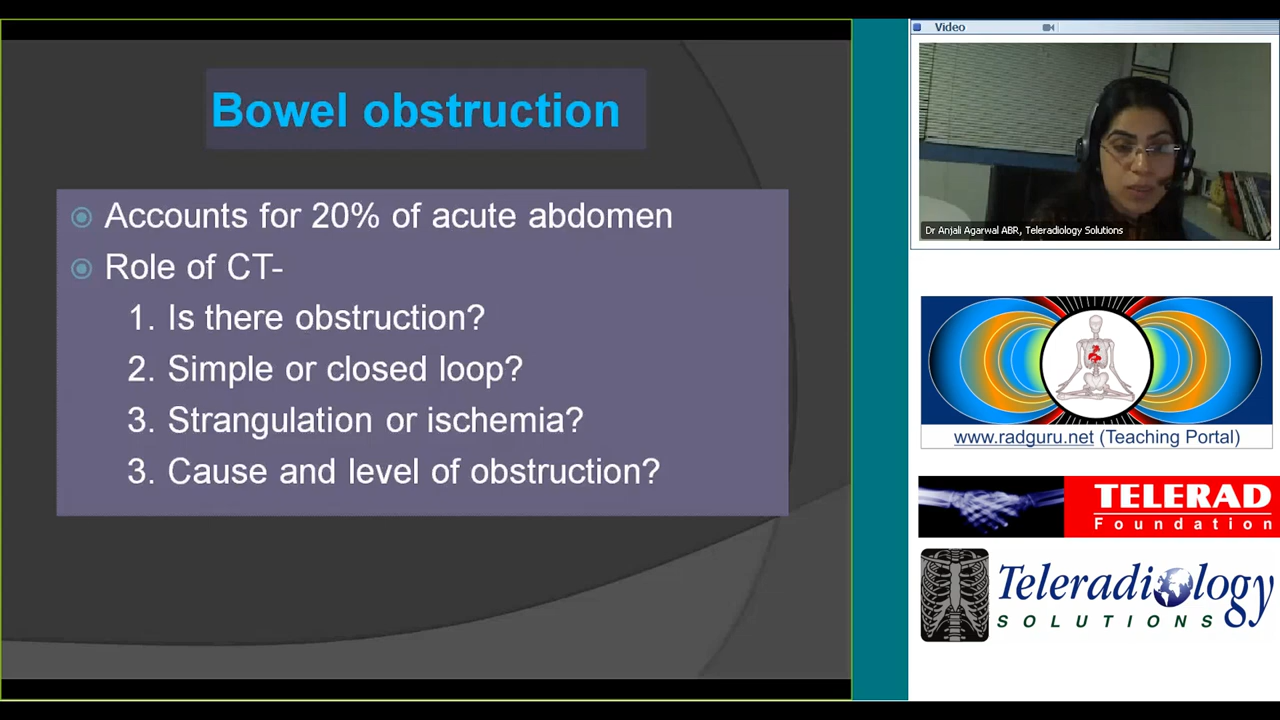 Bowel obstruction
Accounts for 20% of acute abdomen
Role of CT-
1. Is there obstruction?
2. Simple or closed loop?
3. Strangulation or ischemia?
3. Cause and level of obstruction?
Video
Dr Anjali Agarwal ABR, Teleradiology Solutions
www.radguru.net (Teaching Portal)
TELERAD
Foundation
Teleradiology
SOLUTIONS